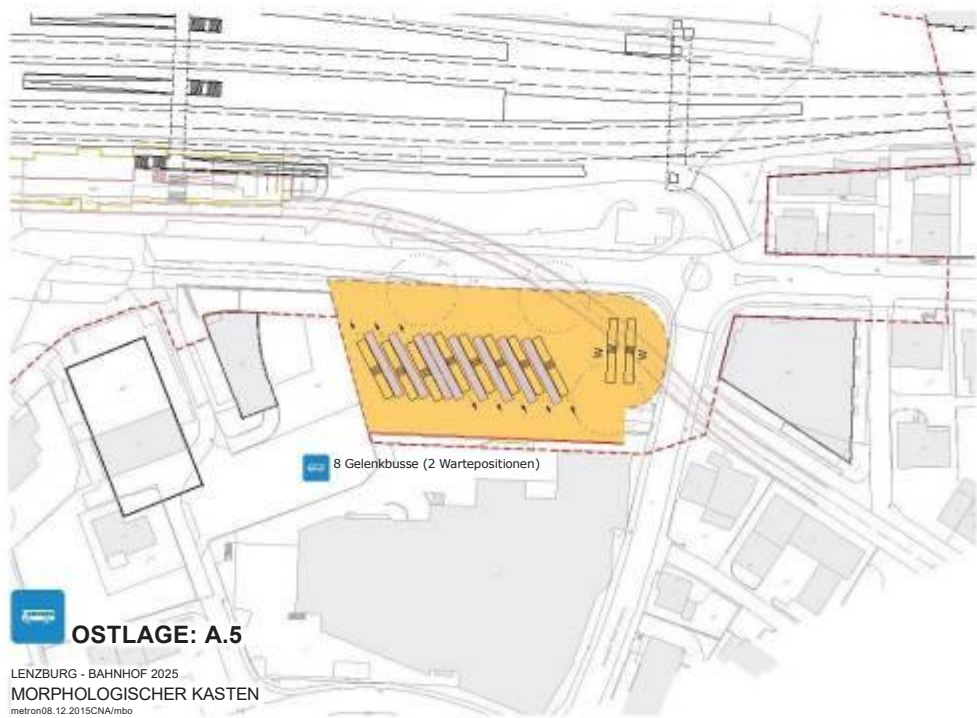 W
W
8 Gelenkbusse (2 Wartepositionen)
OSTLAGE: A.5
LENZBURG - BAHNHOF 2025
MORPHOLOGISCHER KASTEN
metron08.12.2015CNA/mbo